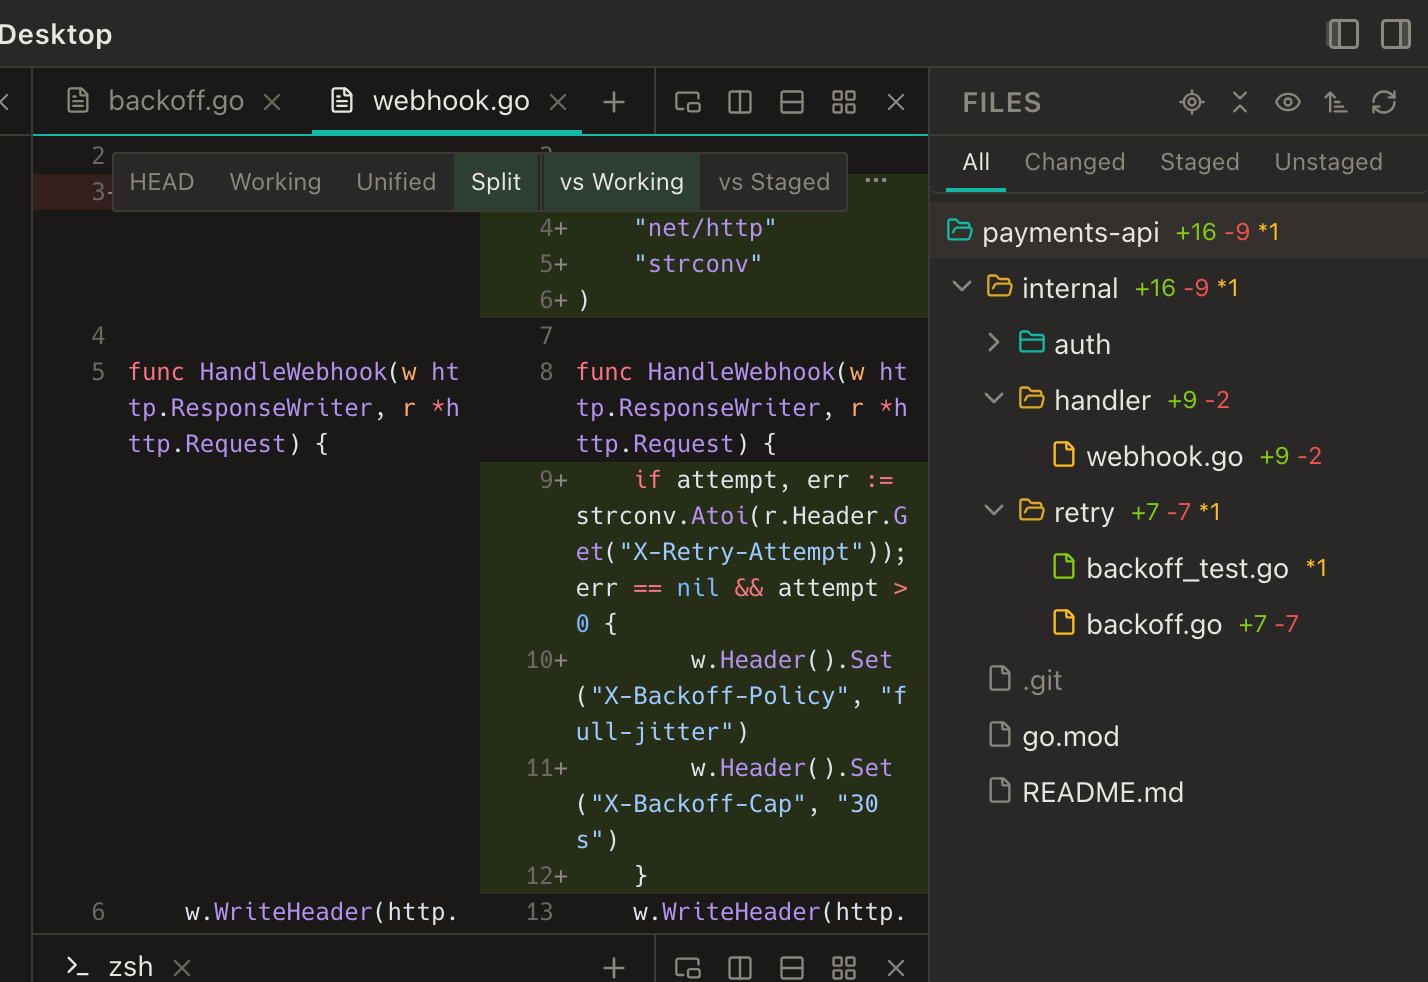 Desktop
backoff.go
webhook.go
HEAD Working Unified Split vs Working vs Staged ...
2
3-
4+ "net/http"
5+ "strconv"
6+ )
4 7
5 func HandleWebhook(w ht
tp.ResponseWriter, r *h
ttp.Request) {
8 func HandleWebhook(w ht
tp.ResponseWriter, r *h
ttp.Request) {
9+ if attempt, err :=
strconv.Atoi(r.Header.G
et("X-Retry-Attempt"));
err == nil && attempt >
0 {
10+ w.Header().Set
("X-Backoff-Policy", "f
ull-jitter")
11+ w.Header().Set
("X-Backoff-Cap", "30
s")
12+ }
6 w.WriteHeader(http.
13 w.WriteHeader(http.
zsh
FILES
All Changed Staged Unstaged
payments-api +16 -9 *1
internal +16 -9 *1
auth
handler +9 -2
webhook.go +9 -2
retry +7 -7 *1
backoff_test.go *1
backoff.go +7 -7
.git
go.mod
README.md